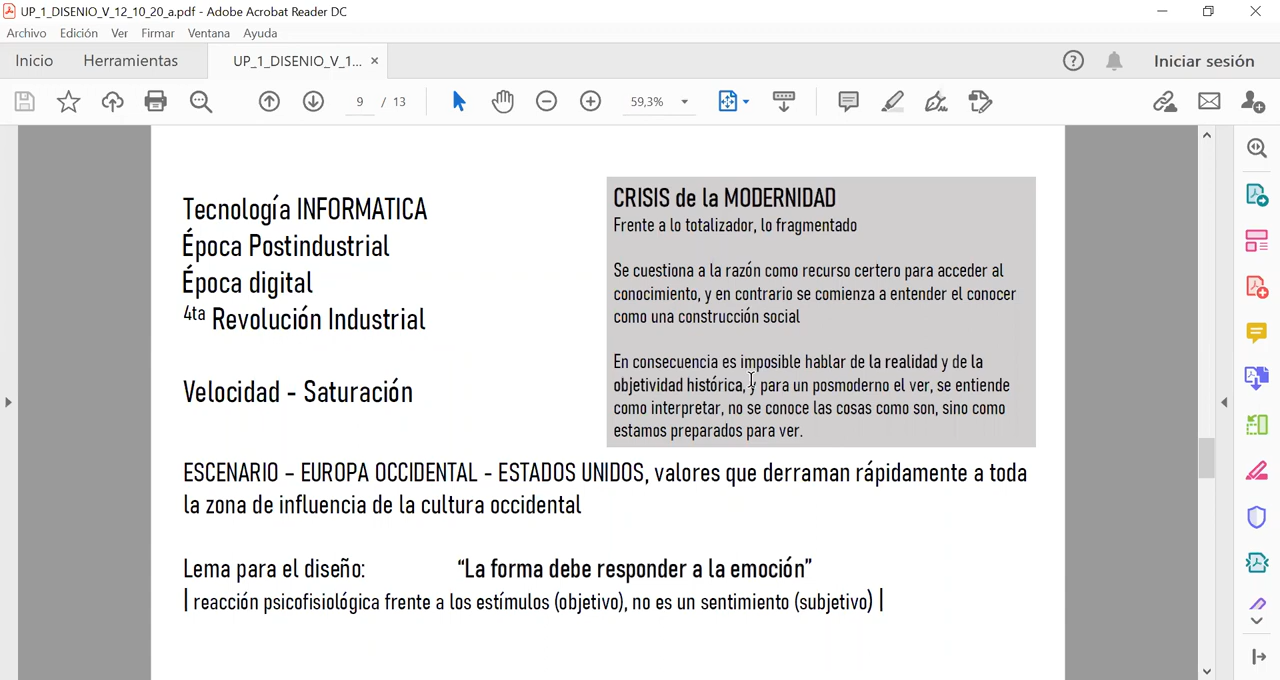 UP_1_DISENIO_V_12_10_20_a.pdf - Adobe Acrobat Reader DC
Archivo Edición Ver Firmar Ventana Ayuda
Inicio Herramientas UP_1_DISENIO_V_1... × Iniciar sesión
9 / 13 59,3%
Tecnología INFORMATICA
Época Postindustrial
Época digital
4ta Revolución Industrial
Velocidad - Saturación
CRISIS de la MODERNIDAD
Frente a lo totalizador, lo fragmentado
Se cuestiona a la razón como recurso certero para acceder al
conocimiento, y en contrario se comienza a entender el conocer
como una construcción social
En consecuencia es imposible hablar de la realidad y de la
objetividad histórica, y para un posmoderno el ver, se entiende
como interpretar, no se conoce las cosas como son, sino como
estamos preparados para ver.
ESCENARIO – EUROPA OCCIDENTAL - ESTADOS UNIDOS, valores que derraman rápidamente a toda
la zona de influencia de la cultura occidental
Lema para el diseño: “La forma debe responder a la emoción”
| reacción psicofisiológica frente a los estímulos (objetivo), no es un sentimiento (subjetivo) |